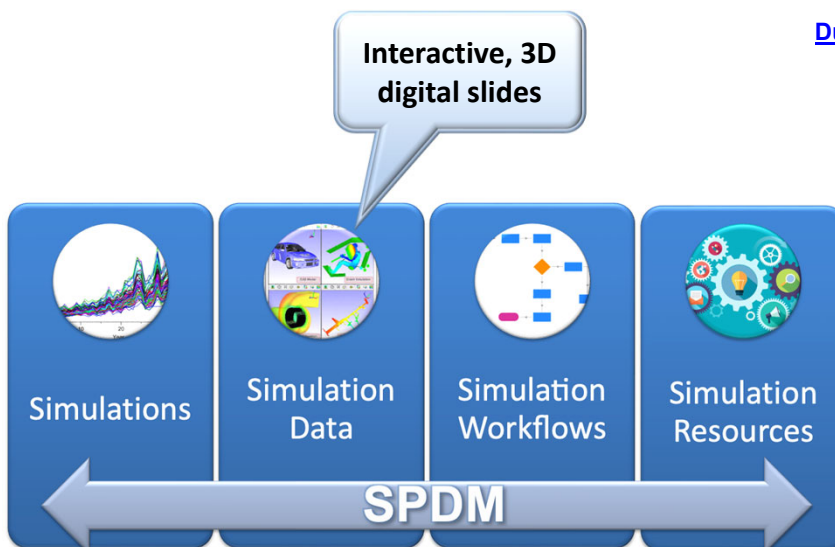 Interactive, 3D
digital slides
Simulations
Simulation
Data
Simulation
Workflows
Simulation
Resources
SPDM